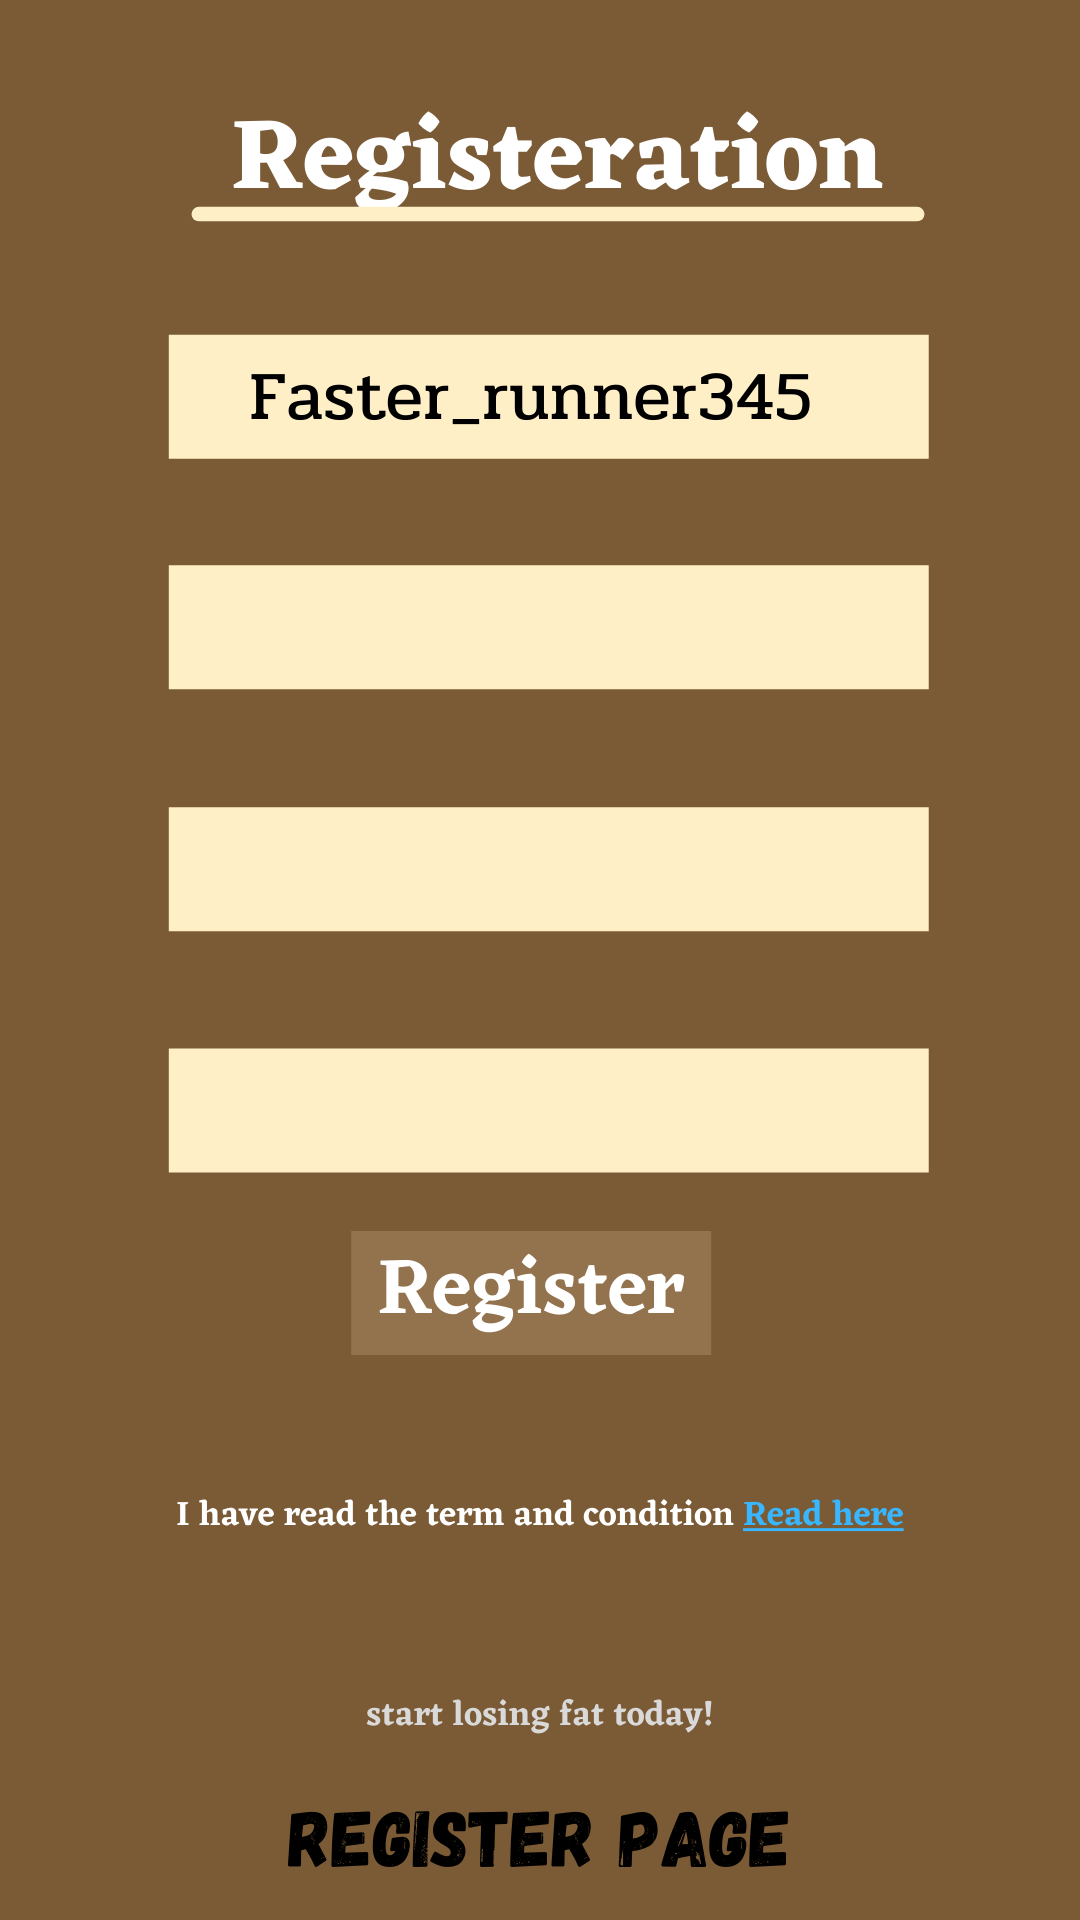 Registeration
Faster_runner345
Register
I have read the term and condition Read here
start losing fat today!
REGISTER PAGE